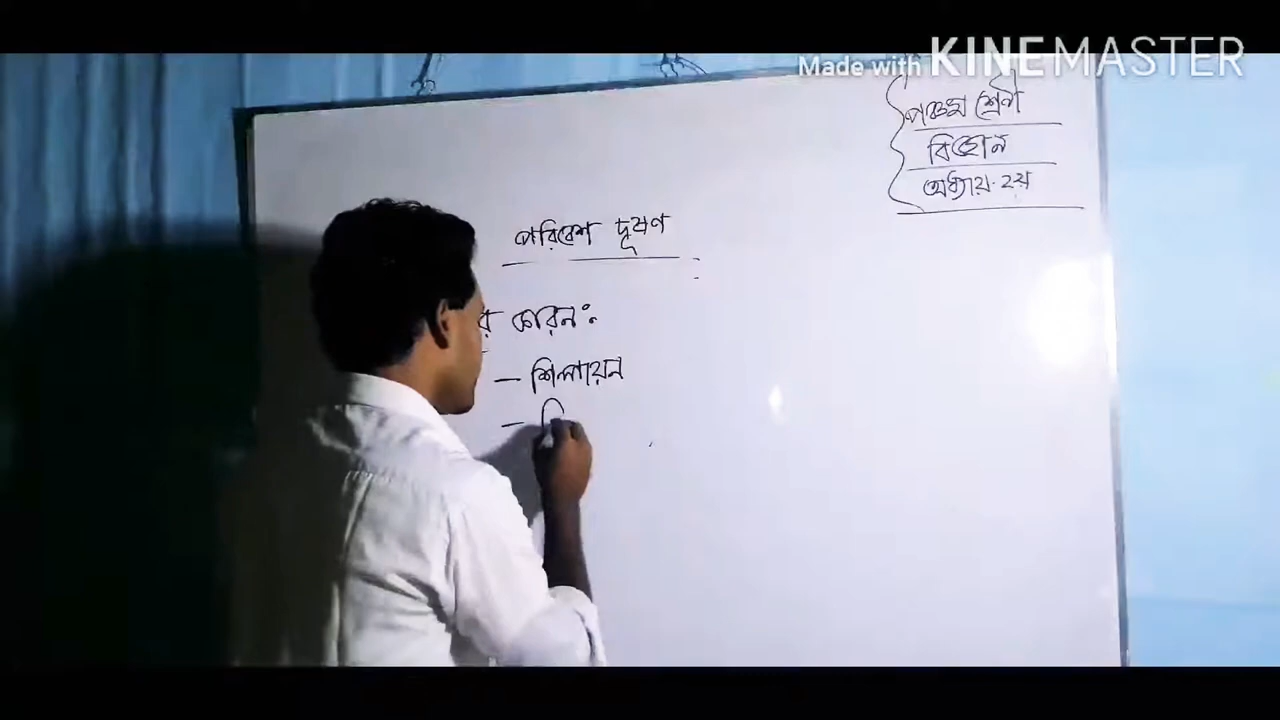 Made with KINEMASTER
পঞ্চম শ্রেণী
বিজ্ঞান
অধ্যায়-২য়
পরিবেশ দূষণ
র কারন:
- শিল্পায়ন
-